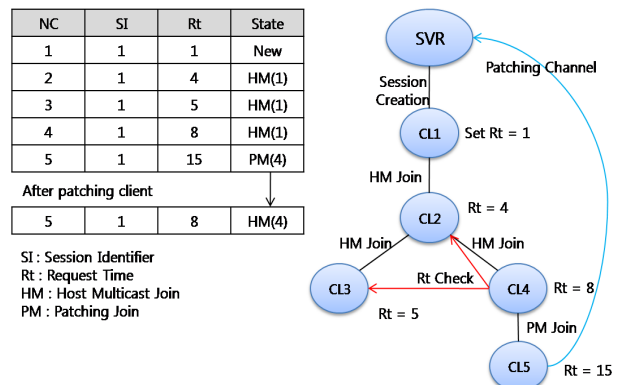 NC SI Rt State
1 1 1 New
2 1 4 HM(1)
3 1 5 HM(1)
4 1 8 HM(1)
5 1 15 PM(4)
After patching client
5 1 8 HM(4)
SI : Session Identifier
Rt : Request Time
HM : Host Multicast Join
PM : Patching Join
SVR
Patching Channel
Session
Creation
CL1
Set Rt = 1
HM Join
CL2
Rt = 4
HM Join
HM Join
Rt Check
CL3
CL4
Rt = 8
Rt = 5
PM Join
CL5
Rt = 15